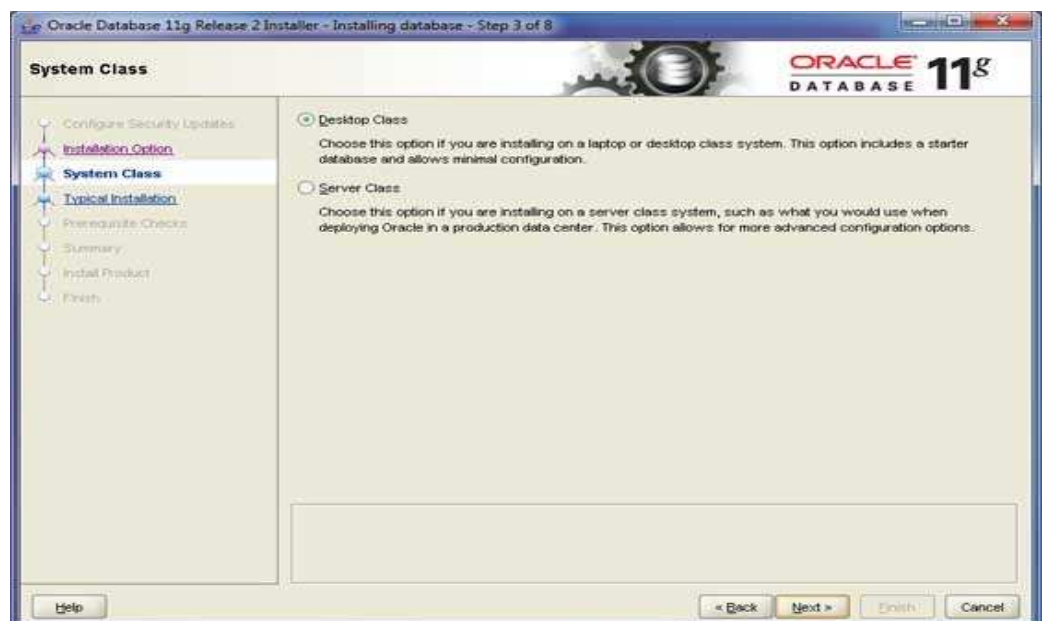 Oracle Database 11g Release 2 Installer - Installing database - Step 3 of 8
System Class
ORACLE
DATABASE
11g
Configure Security Updates
Installation Option
System Class
Typical Installation
Prerequisite Checks
Summary
Install Product
Finish
Desktop Class
Choose this option if you are installing on a laptop or desktop class system. This option includes a starter
database and allows minimal configuration.
Server Class
Choose this option if you are installing on a server class system, such as what you would use when
deploying Oracle in a production data center. This option allows for more advanced configuration options.
Help
< Back
Next >
Finish
Cancel